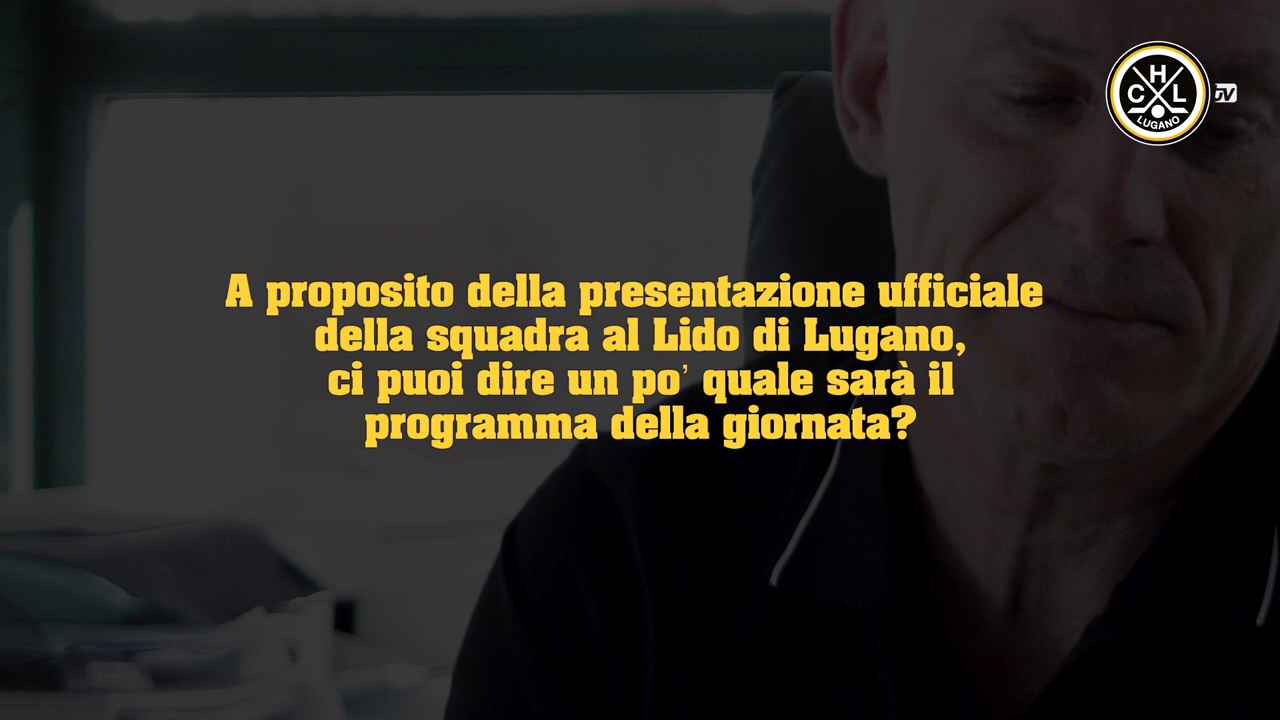 H
C L
LUGANO
TV
A proposito della presentazione ufficiale
della squadra al Lido di Lugano,
ci puoi dire un po' quale sarà il
programma della giornata?